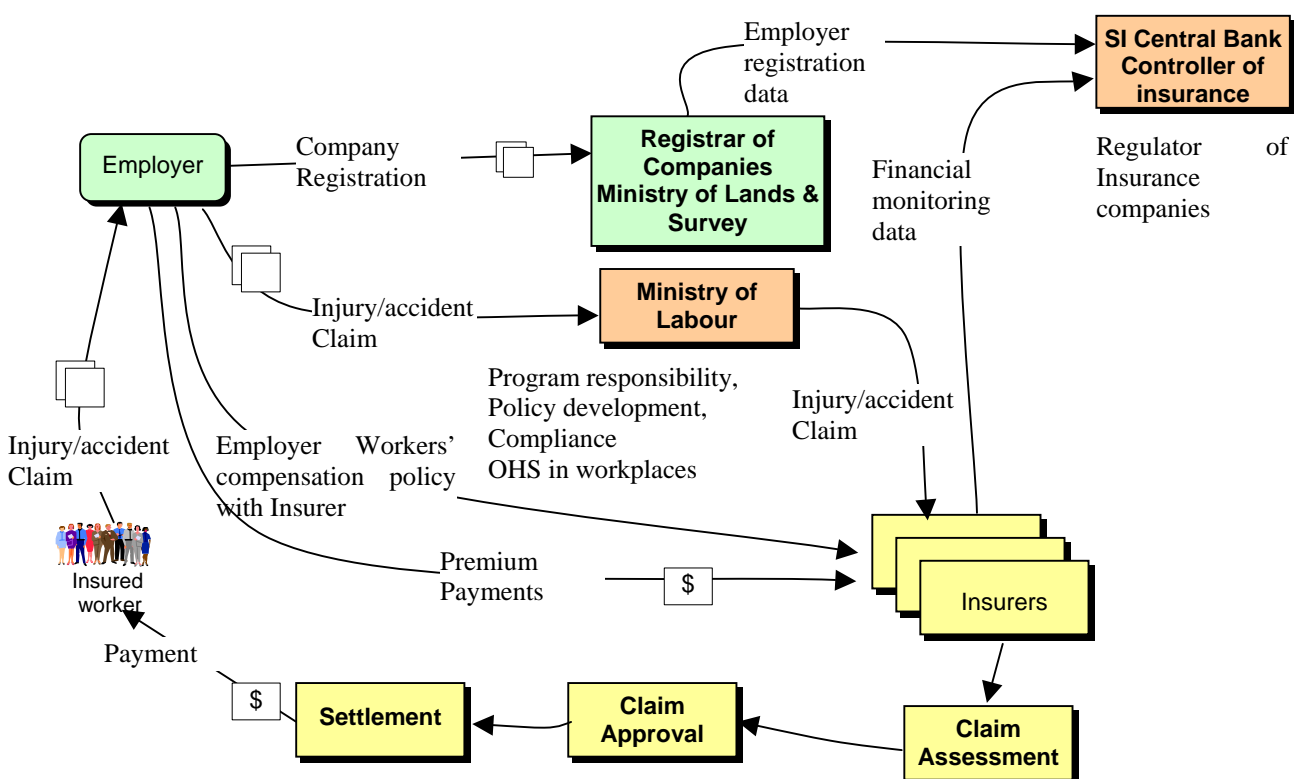 Employer
registration
data
SI Central Bank
Controller of
insurance
Regulator of
Insurance
companies
Employer
Company
Registration
Registrar of
Companies
Ministry of Lands &
Survey
Financial
monitoring
data
Injury/accident
Claim
Ministry of
Labour
Program responsibility,
Policy development,
Compliance
OHS in workplaces
Injury/accident
Claim
Injury/accident
Claim
Employer Workers’
compensation policy
with Insurer
Insured
worker
Premium
Payments
$
Insurers
Payment
$
Settlement
Claim
Approval
Claim
Assessment